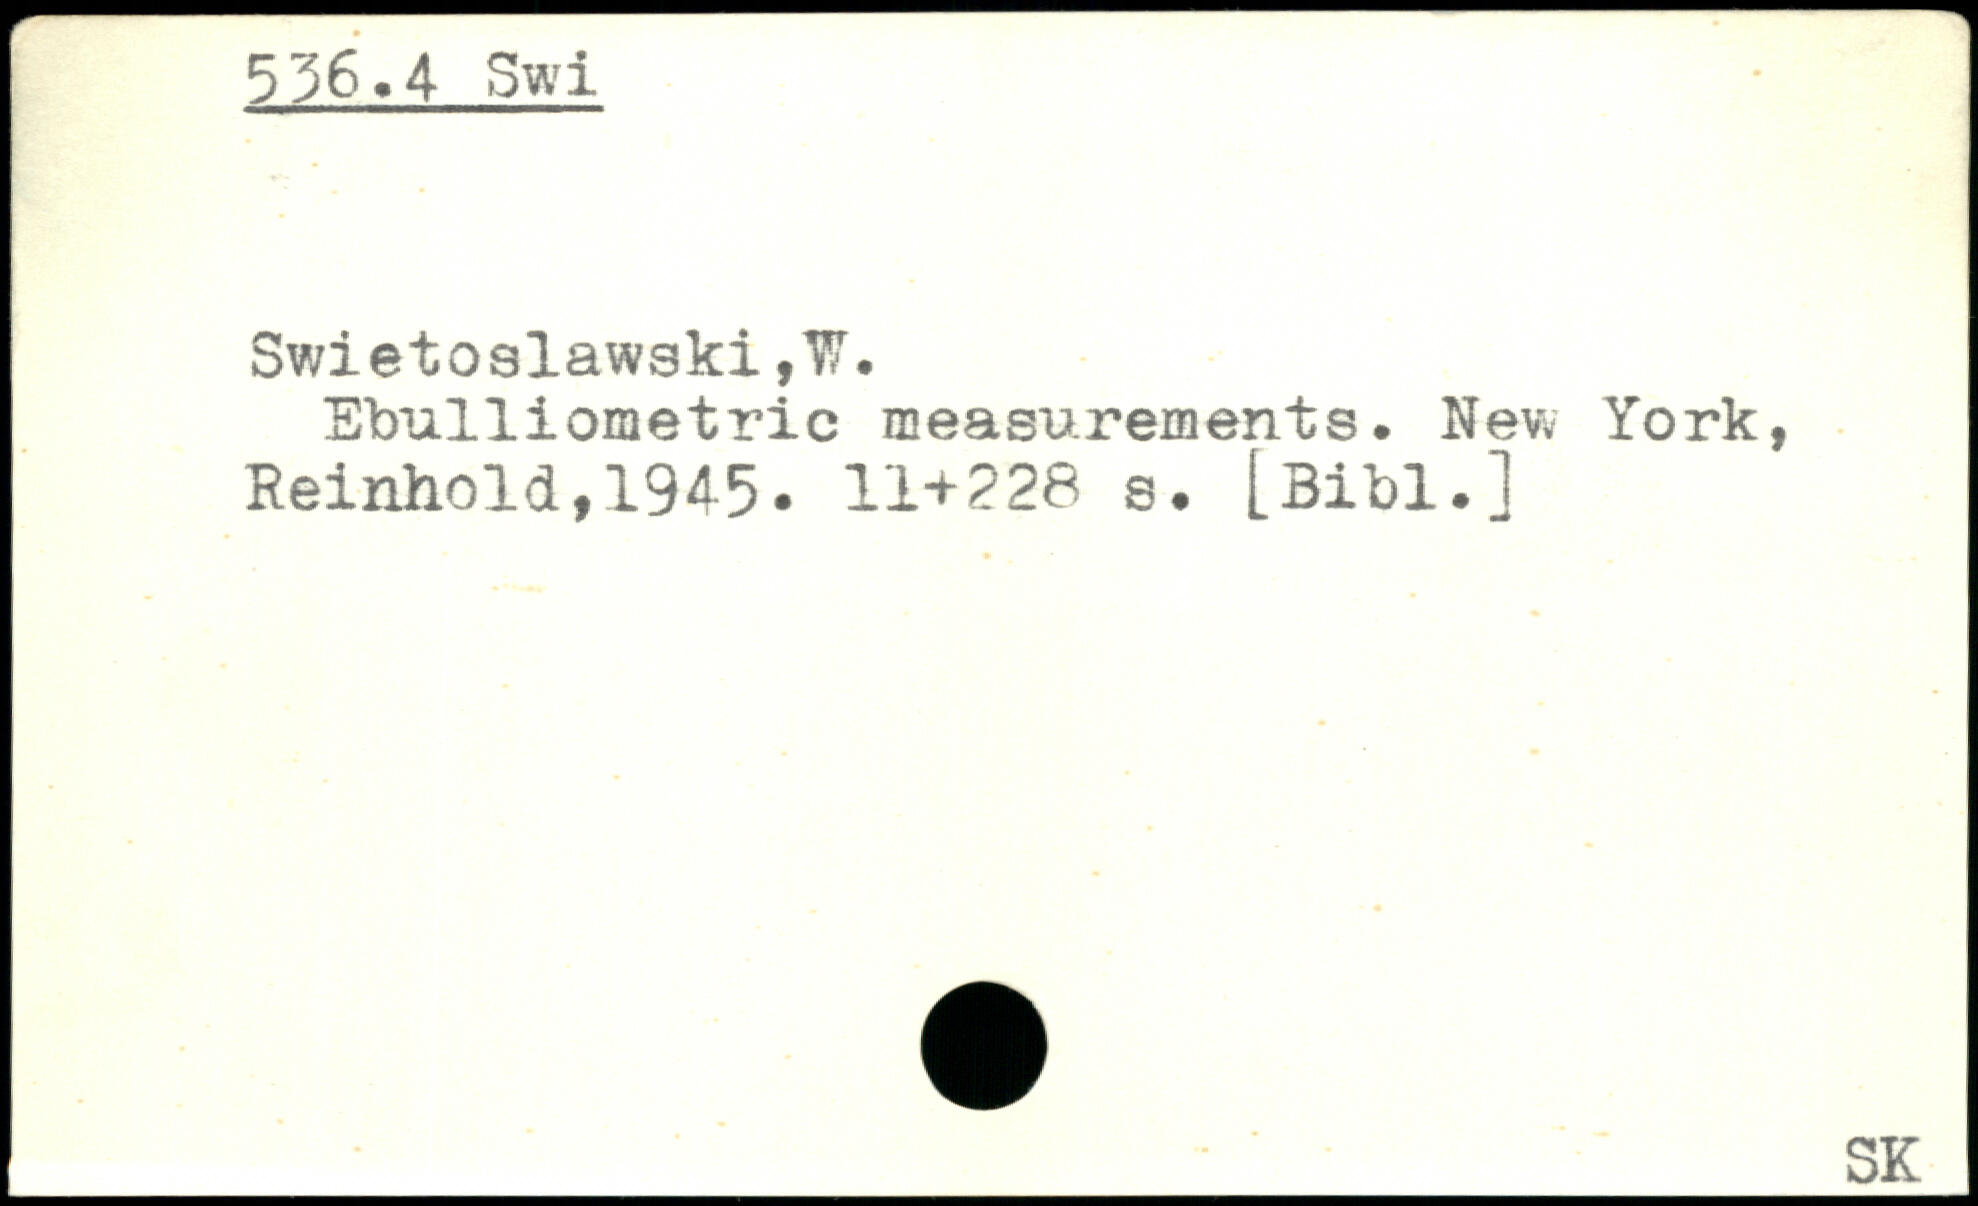 536.4 Swi
Swietoslawski,W.
Ebulliometric measurements. New York,
Reinhold,1945. 11+228 s. [Bibl.]
SK